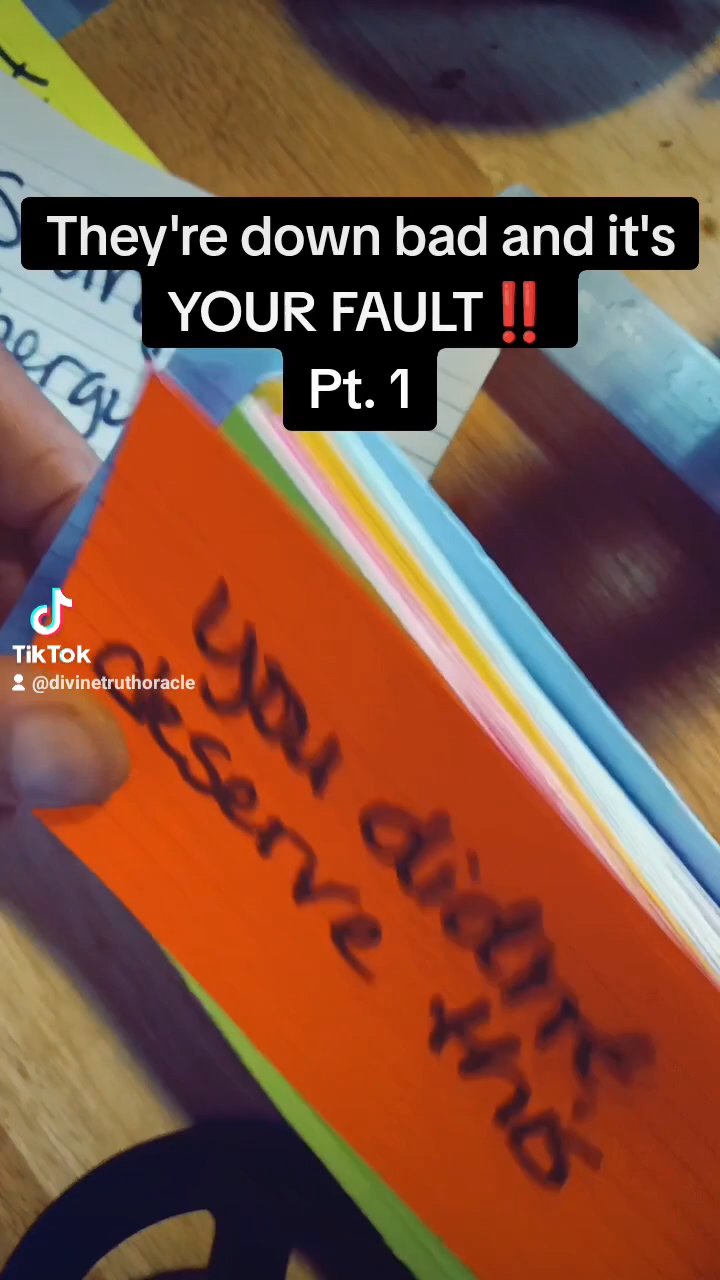 They're down bad and it's
YOUR FAULT‼️
Pt. 1
you didn't
deserve this
TikTok
@divinetruthoracle